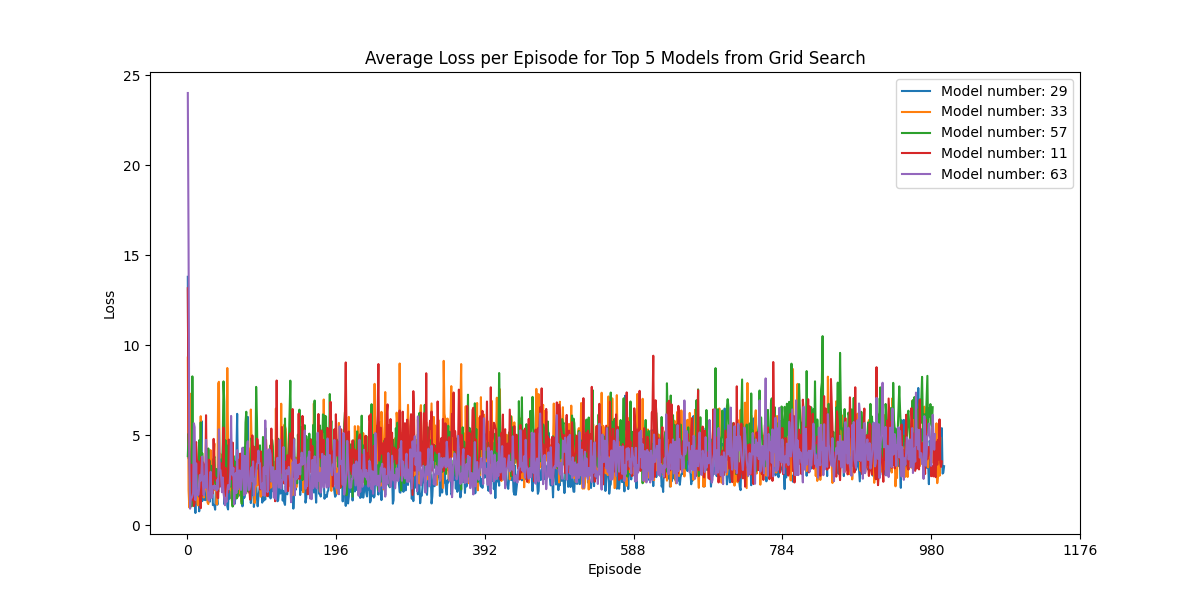 Average Loss per Episode for Top 5 Models from Grid Search
25
20
15
10
5
0
Loss
Model number: 29
Model number: 33
Model number: 57
Model number: 11
Model number: 63
0 196 392 588 784 980 1176
Episode